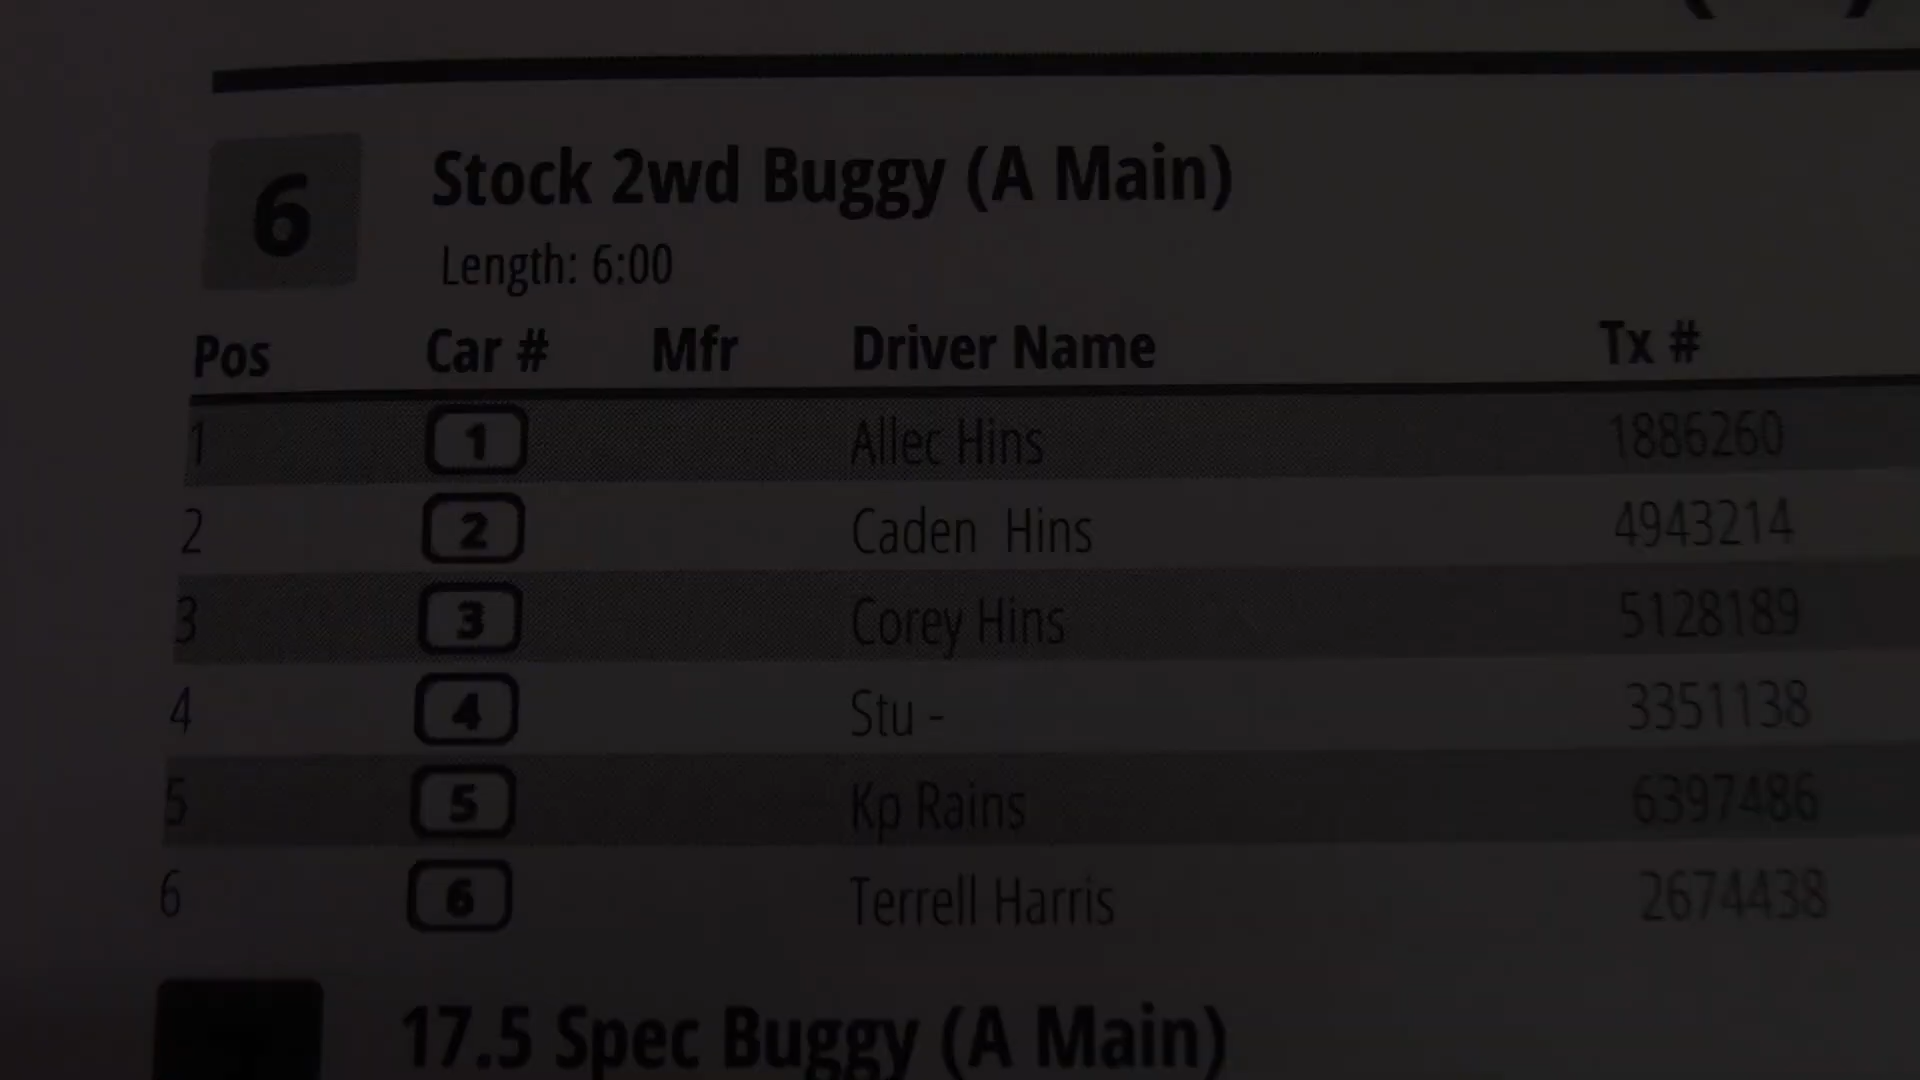 6 Stock 2wd Buggy (A Main)
Length: 6:00
Pos Car # Mfr Driver Name Tx #
1 1 Allec Hins 1886260
2 2 Caden Hins 4943214
3 3 Corey Hins 5128189
4 4 Stu - 3351138
5 5 Kp Rains 6397486
6 6 Terrell Harris 2674438
17.5 Spec Buggy (A Main)